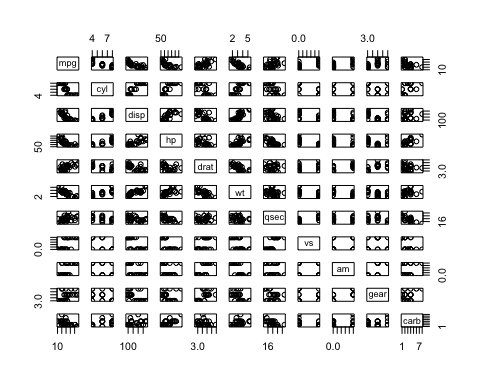 4 7 50 2 5 0.0 3.0
mpg 10
4 cyl
disp 100
50 hp
drat 3.0
2 wt
qsec 16
0.0 vs
am 0.0
3.0 gear
carb 1
10 100 3.0 16 0.0 1 7